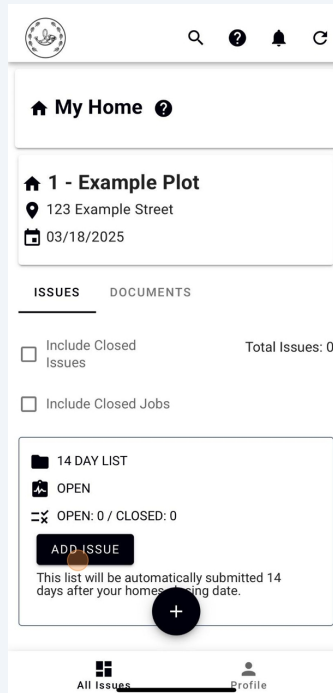 My Home
1 - Example Plot
123 Example Street
03/18/2025
ISSUES DOCUMENTS
Include Closed
Issues
Total Issues: 0
Include Closed Jobs
14 DAY LIST
OPEN
OPEN: 0 / CLOSED: 0
ADD ISSUE
This list will be automatically submitted 14
days after your homes date.
All Issues Profile